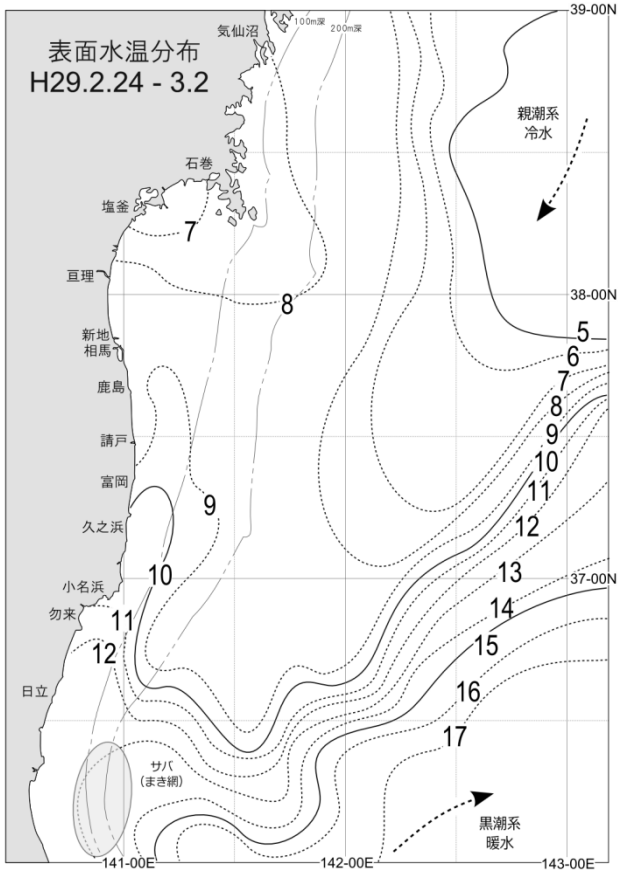 39-00N
気仙沼
100m深
200m深
表面水温分布
H29.2.24 - 3.2
親潮系
冷水
石巻
塩釜
7
亘理
8
38-00N
新地
相馬
5
6
鹿島
7
8
請戸
9
富岡
10
9
11
久之浜
12
10
13
小名浜
37-00N
勿来
11
14
12
15
日立
16
17
サバ
(まき網)
黒潮系
暖水
141-00E
142-00E
143-00E